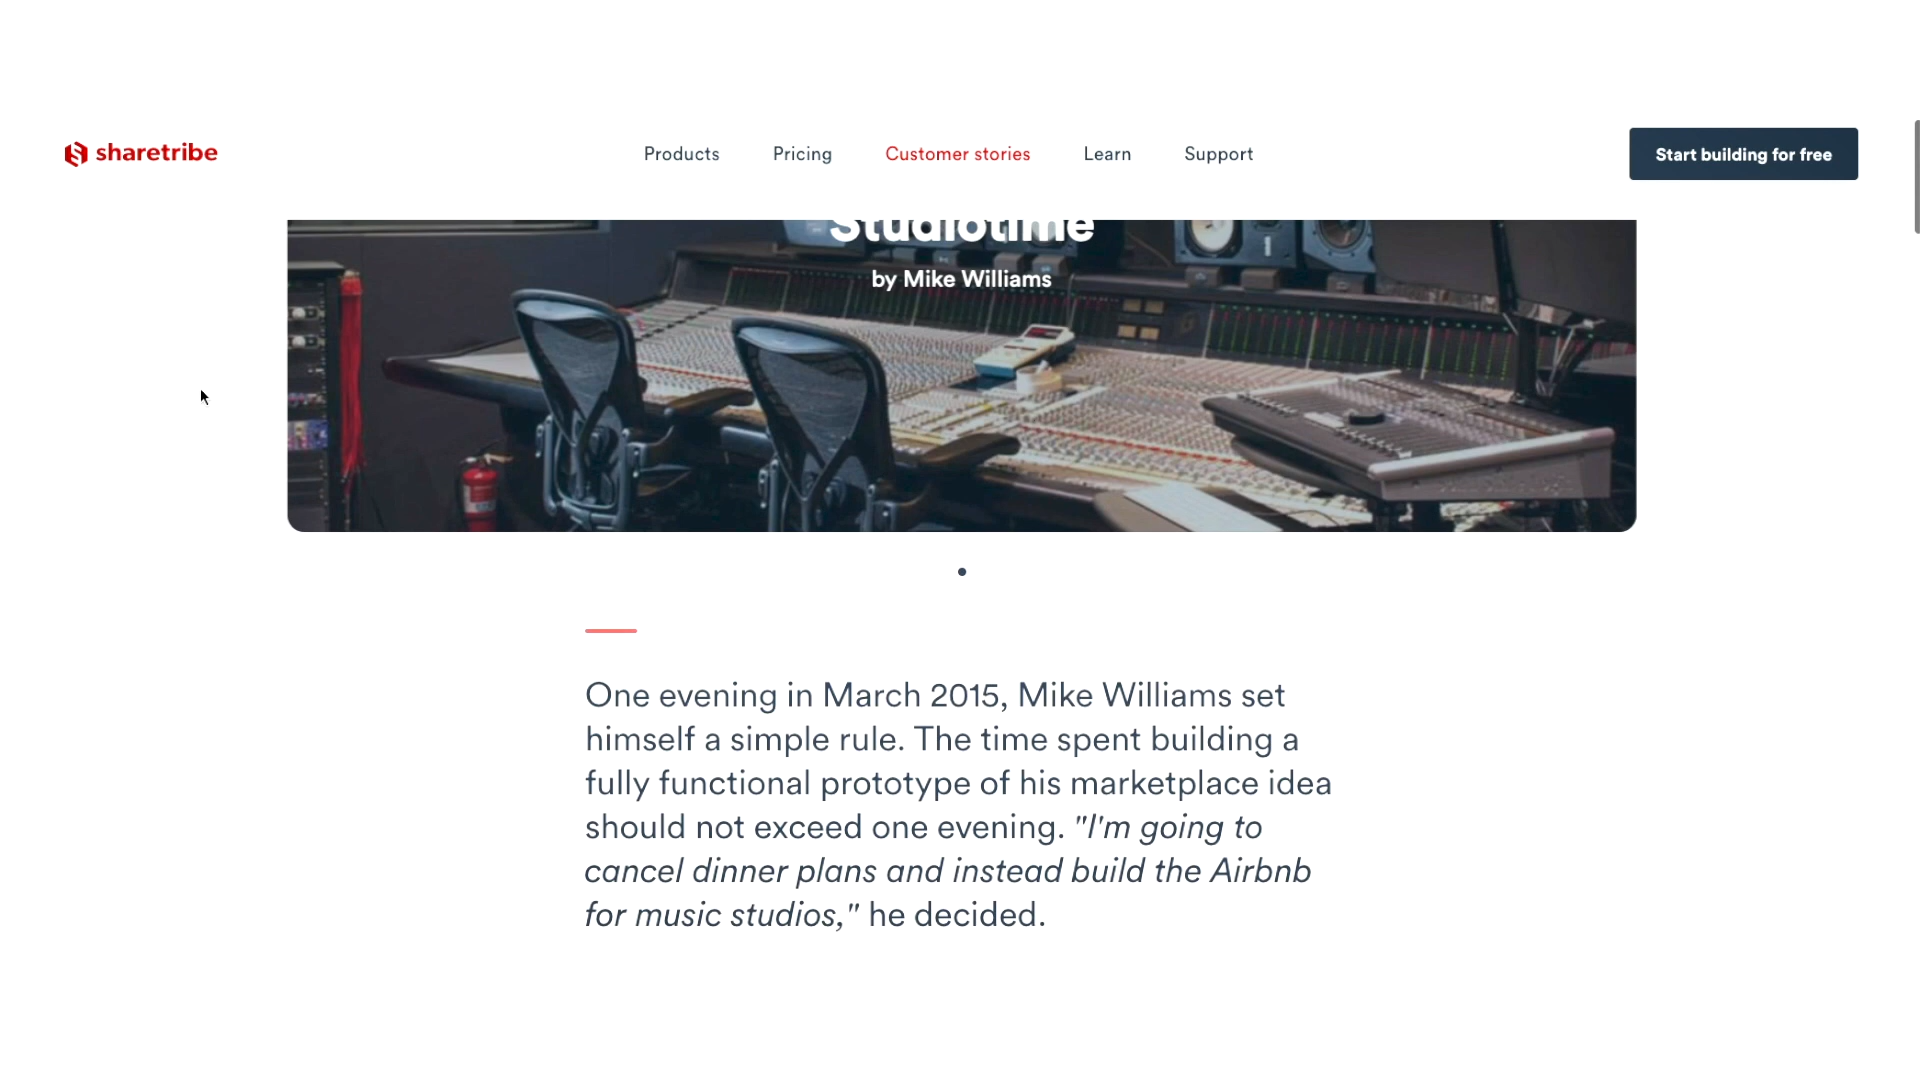 sharetribe
Products
Pricing
Customer stories
Learn
Support
Start building for free
Studiotime
by Mike Williams
One evening in March 2015, Mike Williams set
himself a simple rule. The time spent building a
fully functional prototype of his marketplace idea
should not exceed one evening. "I'm going to
cancel dinner plans and instead build the Airbnb
for music studios," he decided.